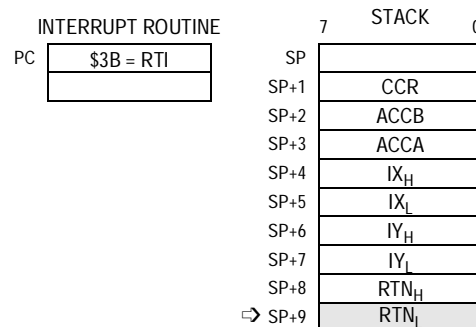 INTERRUPT ROUTINE
PC $3B = RTI
7 STACK 0
SP
SP+1 CCR
SP+2 ACCB
SP+3 ACCA
SP+4 IXH
SP+5 IXL
SP+6 IYH
SP+7 IYL
SP+8 RTNH
➩ SP+9 RTNL